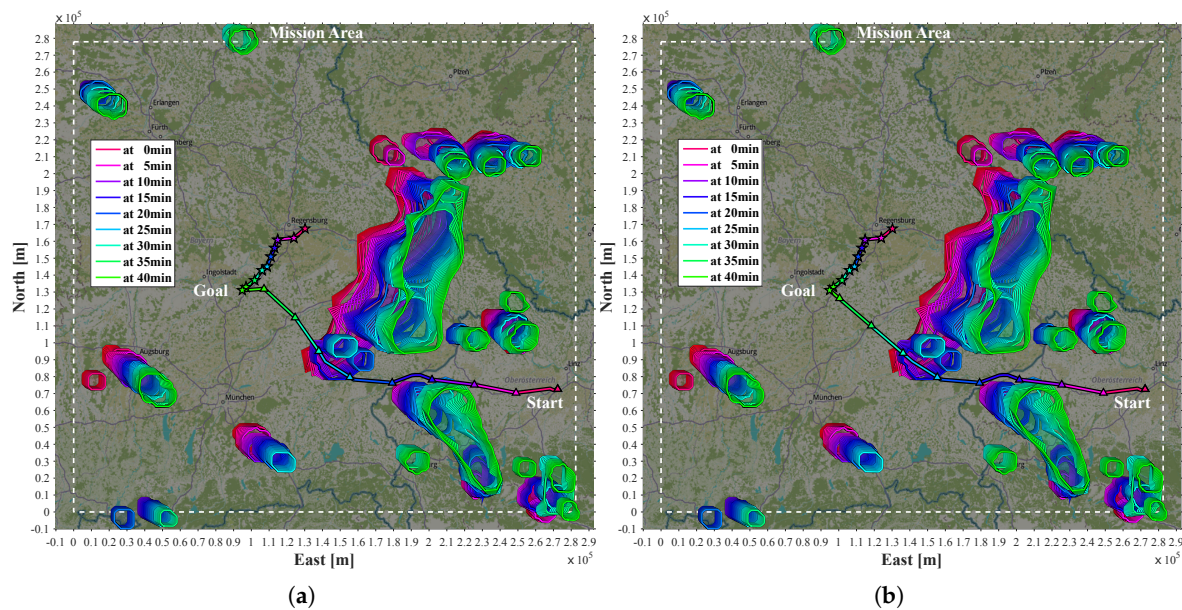 × 10^5
2.8
2.7
2.6
2.5
2.4
2.3
2.2
2.1
2
1.9
1.8
1.7
1.6
1.5
1.4
1.3
1.2
1.1
1
0.9
0.8
0.7
0.6
0.5
0.4
0.3
0.2
0.1
0
-0.1
North [m]
Mission Area
Plzeň
Erlangen
Fürth
at 0min
at 5min
at 10min
at 15min
at 20min
at 25min
at 30min
at 35min
at 40min
Regensburg
Ingolstadt
Goal
Augsburg
Linz
Oberösterreich
München
Start
-0.1 0 0.1 0.2 0.3 0.4 0.5 0.6 0.7 0.8 0.9 1 1.1 1.2 1.3 1.4 1.5 1.6 1.7 1.8 1.9 2 2.1 2.2 2.3 2.4 2.5 2.6 2.7 2.8 2.9
East [m]
× 10^5
(a)
× 10^5
2.8
2.7
2.6
2.5
2.4
2.3
2.2
2.1
2
1.9
1.8
1.7
1.6
1.5
1.4
1.3
1.2
1.1
1
0.9
0.8
0.7
0.6
0.5
0.4
0.3
0.2
0.1
0
-0.1
North [m]
Mission Area
Plzeň
Erlangen
Fürth
at 0min
at 5min
at 10min
at 15min
at 20min
at 25min
at 30min
at 35min
at 40min
Regensburg
Ingolstadt
Goal
Augsburg
Linz
Oberösterreich
München
Start
-0.1 0 0.1 0.2 0.3 0.4 0.5 0.6 0.7 0.8 0.9 1 1.1 1.2 1.3 1.4 1.5 1.6 1.7 1.8 1.9 2 2.1 2.2 2.3 2.4 2.5 2.6 2.7 2.8 2.9
East [m]
× 10^5
(b)